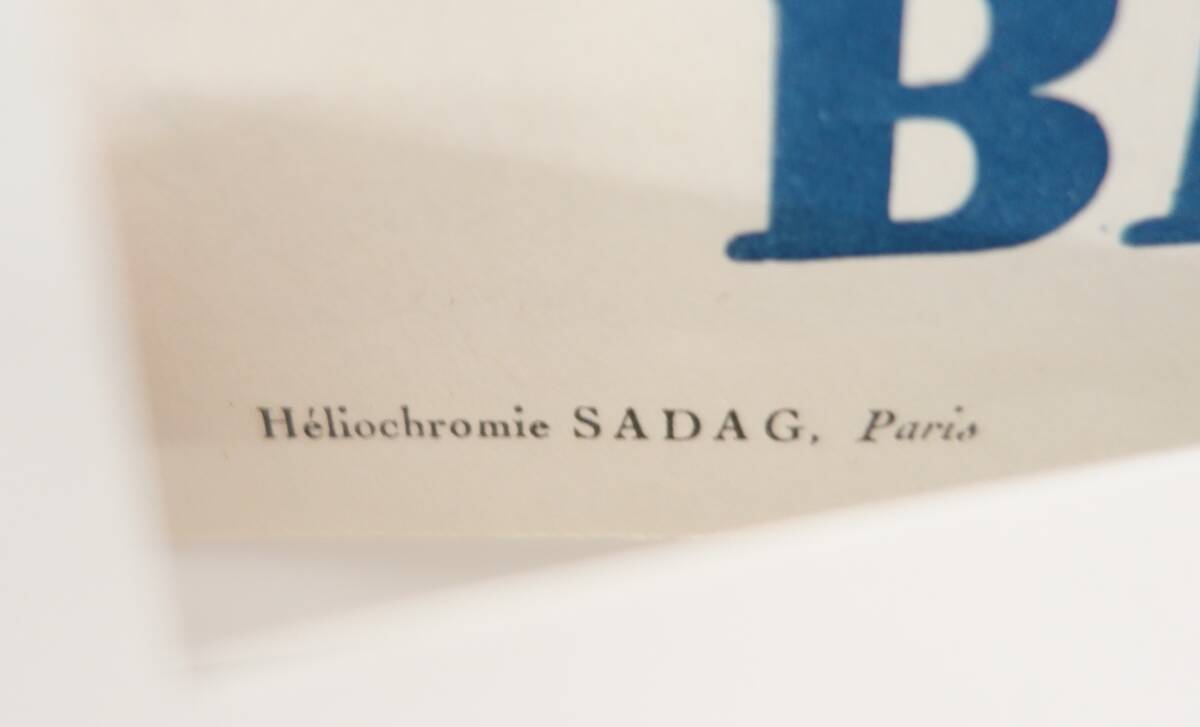 B
Héliochromie SADAG, Paris